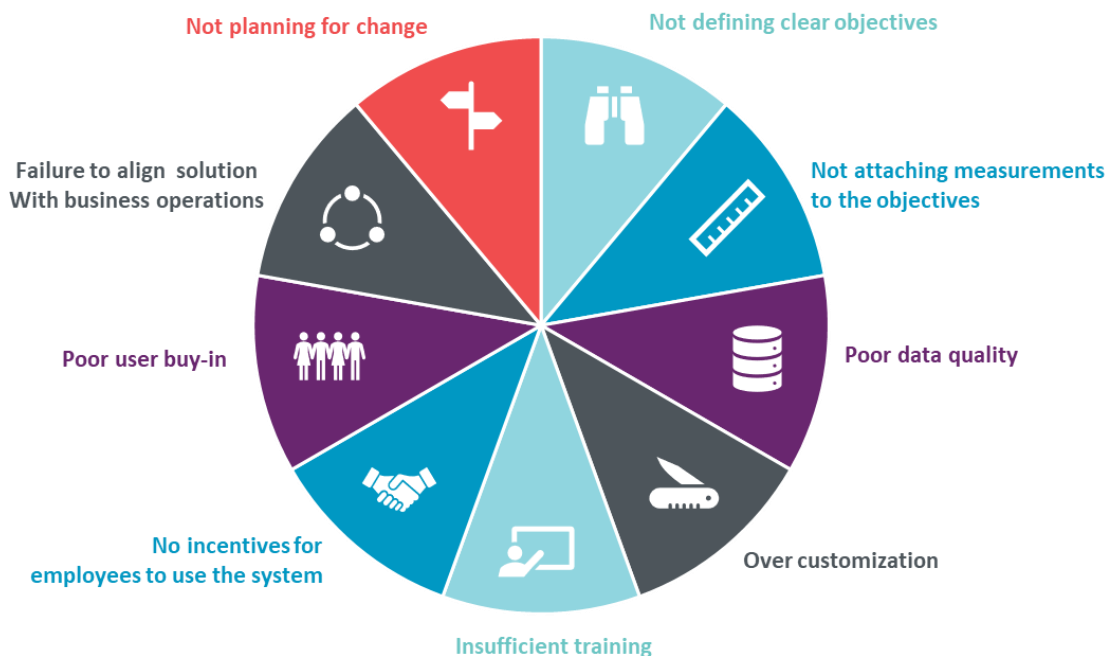 Not planning for change
Not defining clear objectives
Failure to align solution
With business operations
Not attaching measurements
to the objectives
Poor user buy-in
Poor data quality
No incentives for
employees to use the system
Over customization
Insufficient training